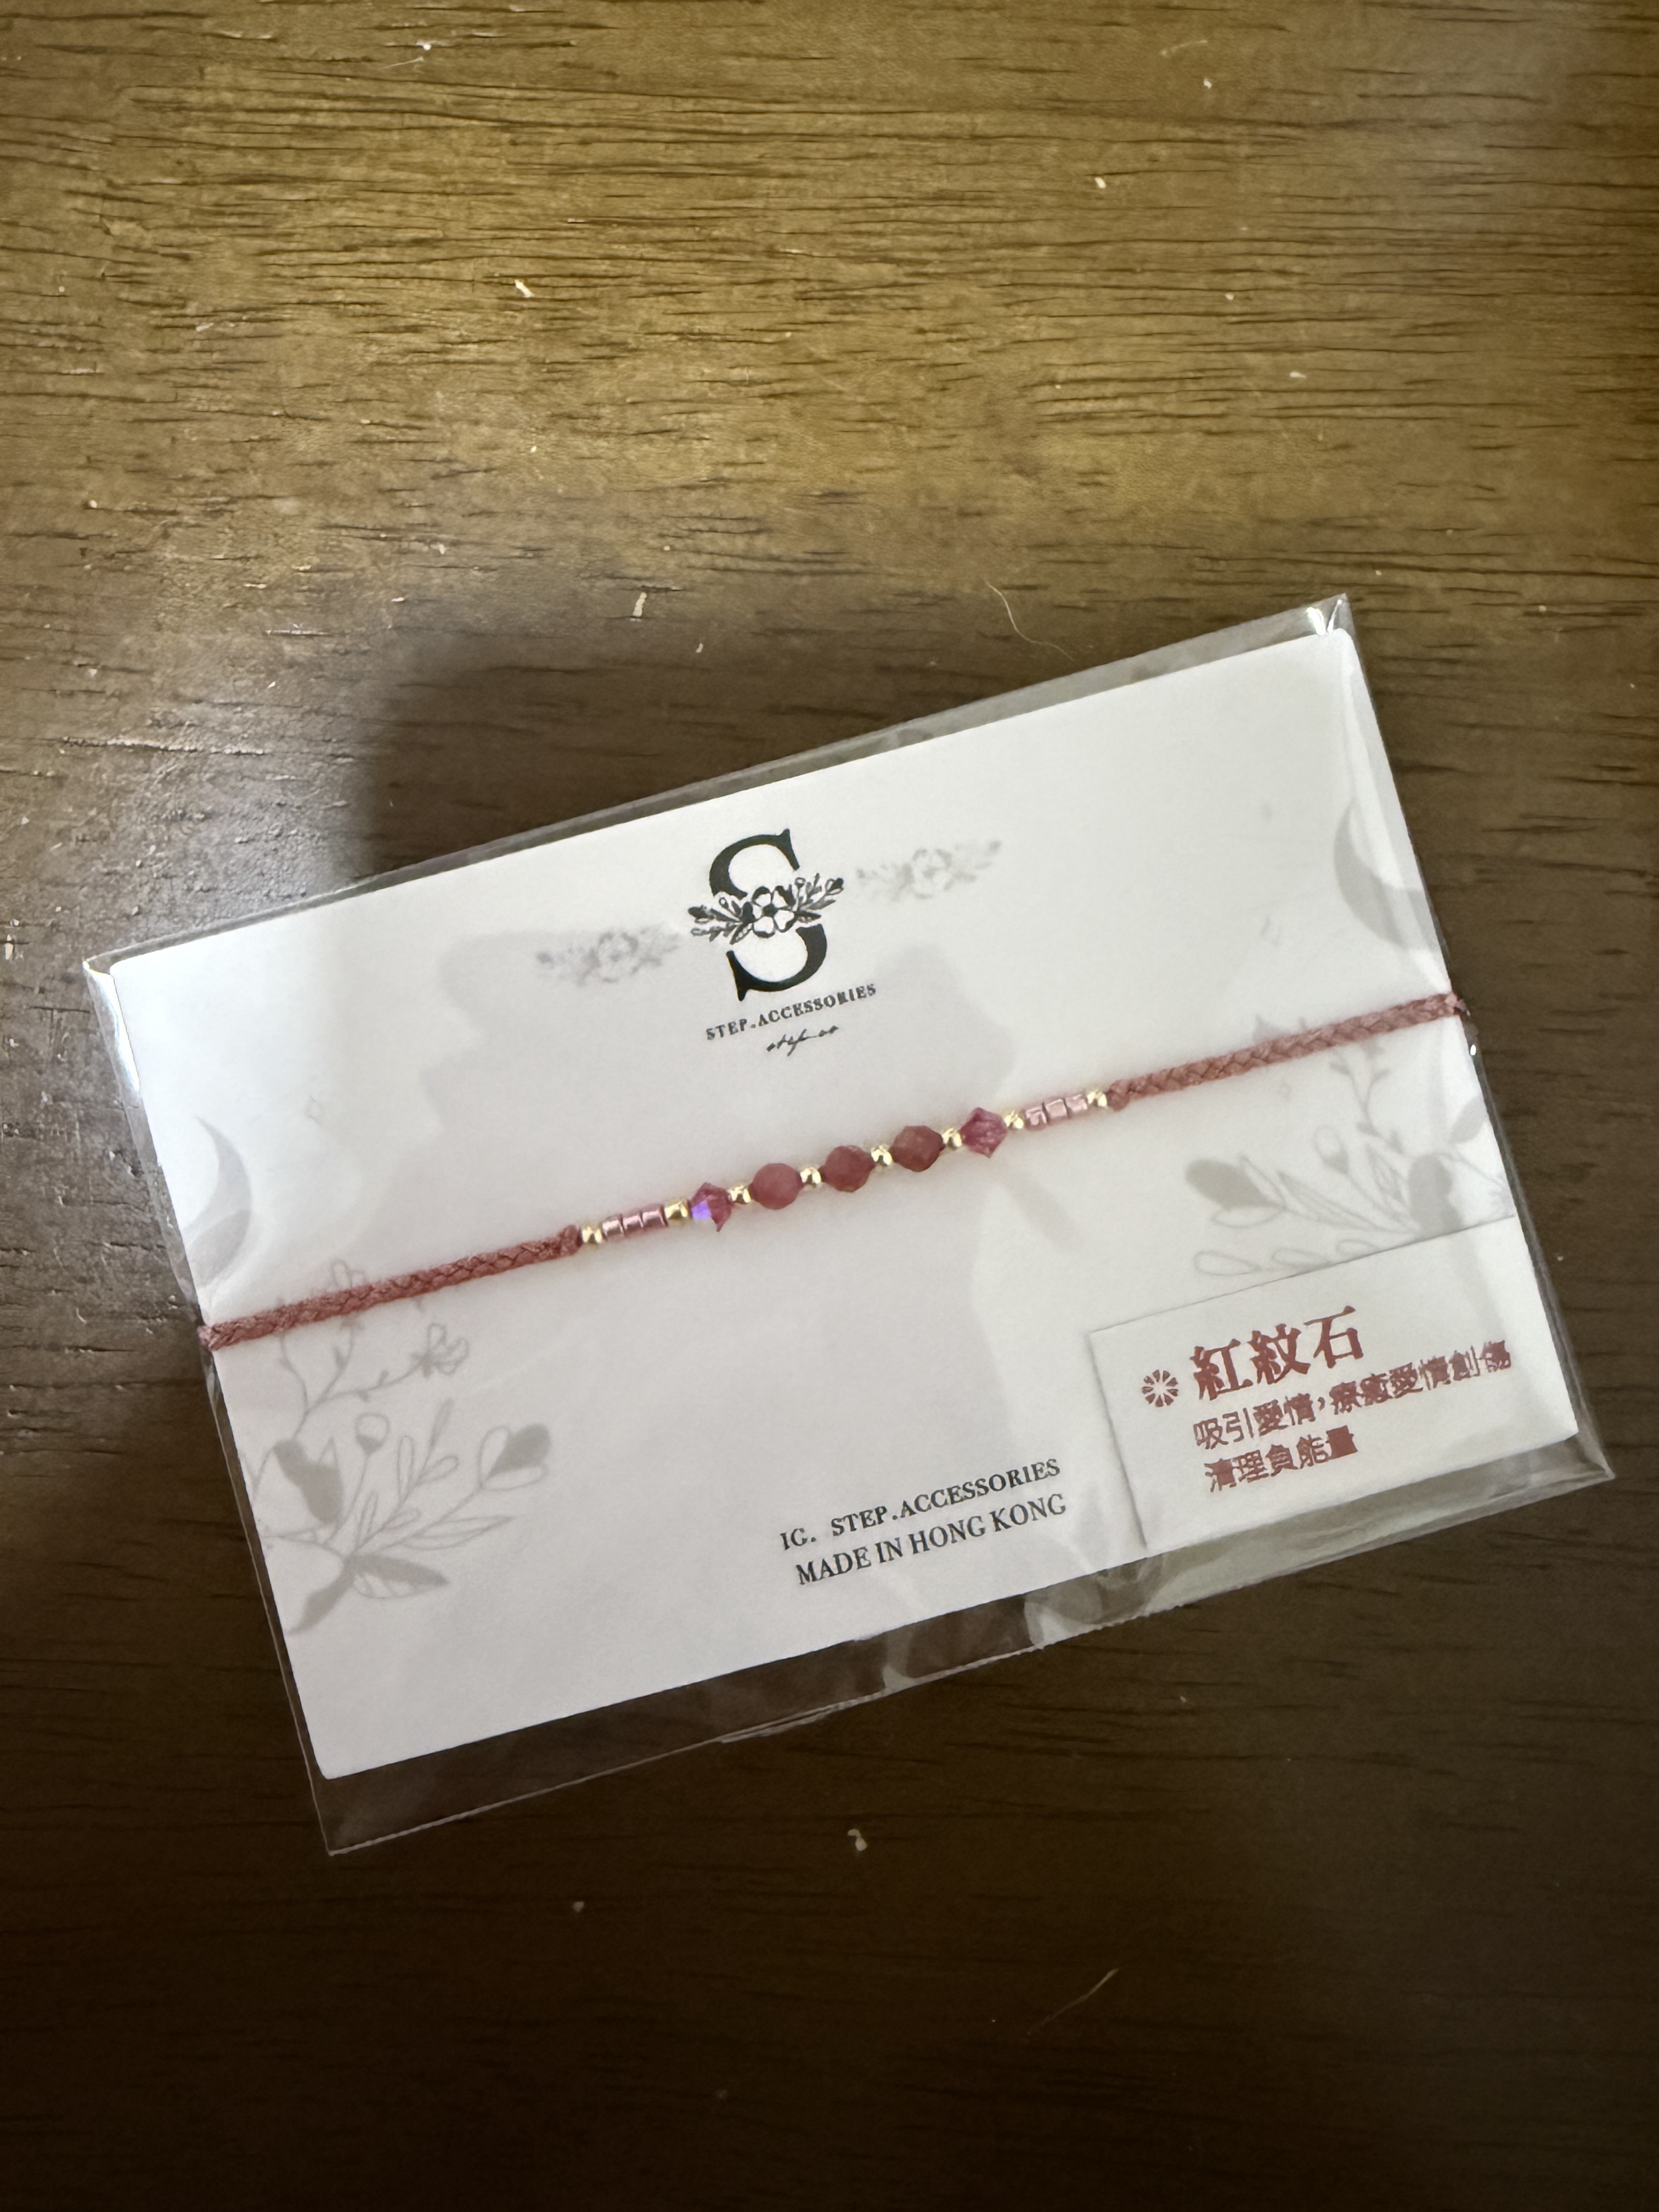 S
STEP.ACCESSORIES
IG. STEP.ACCESSORIES
MADE IN HONG KONG
紅紋石
吸引愛情，療癒愛情創傷
清理負能量